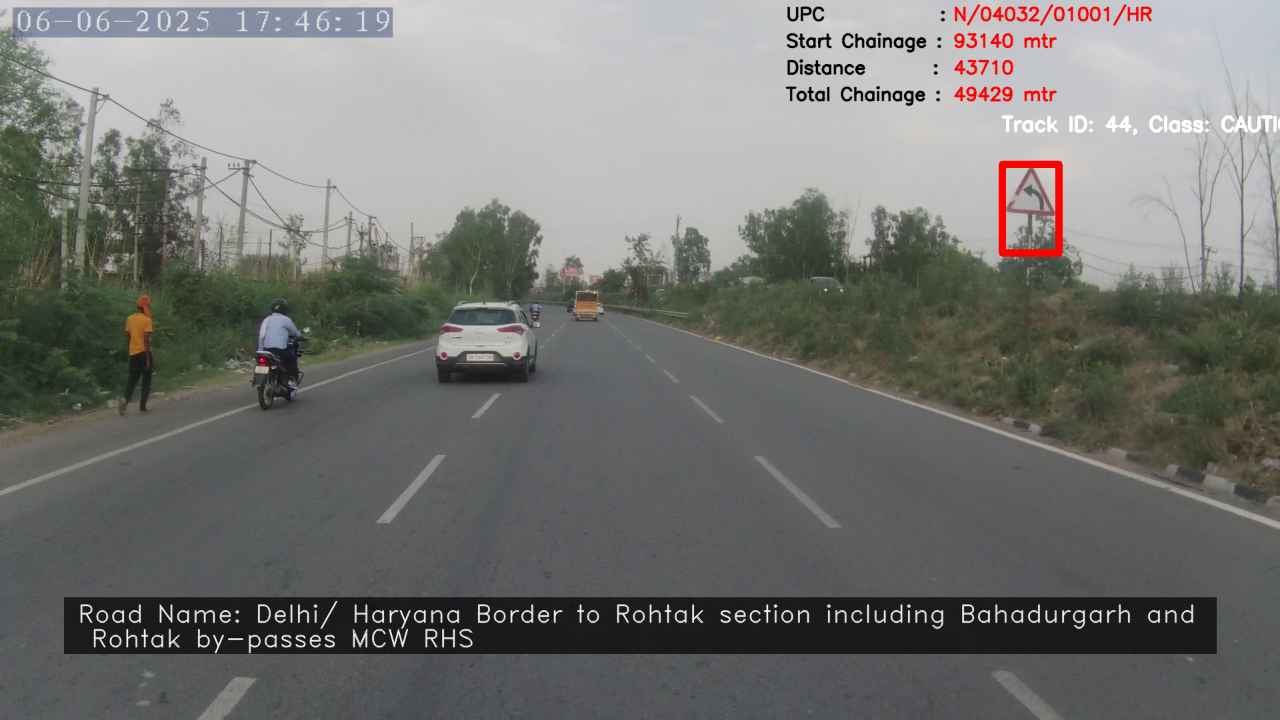 06-06-2025 17:46:19
UPC : N/04032/01001/HR
Start Chainage : 93140 mtr
Distance : 43710
Total Chainage : 49429 mtr
Track ID: 44, Class: CAUTI
Road Name: Delhi/ Haryana Border to Rohtak section including Bahadurgarh and
Rohtak by-passes MCW RHS